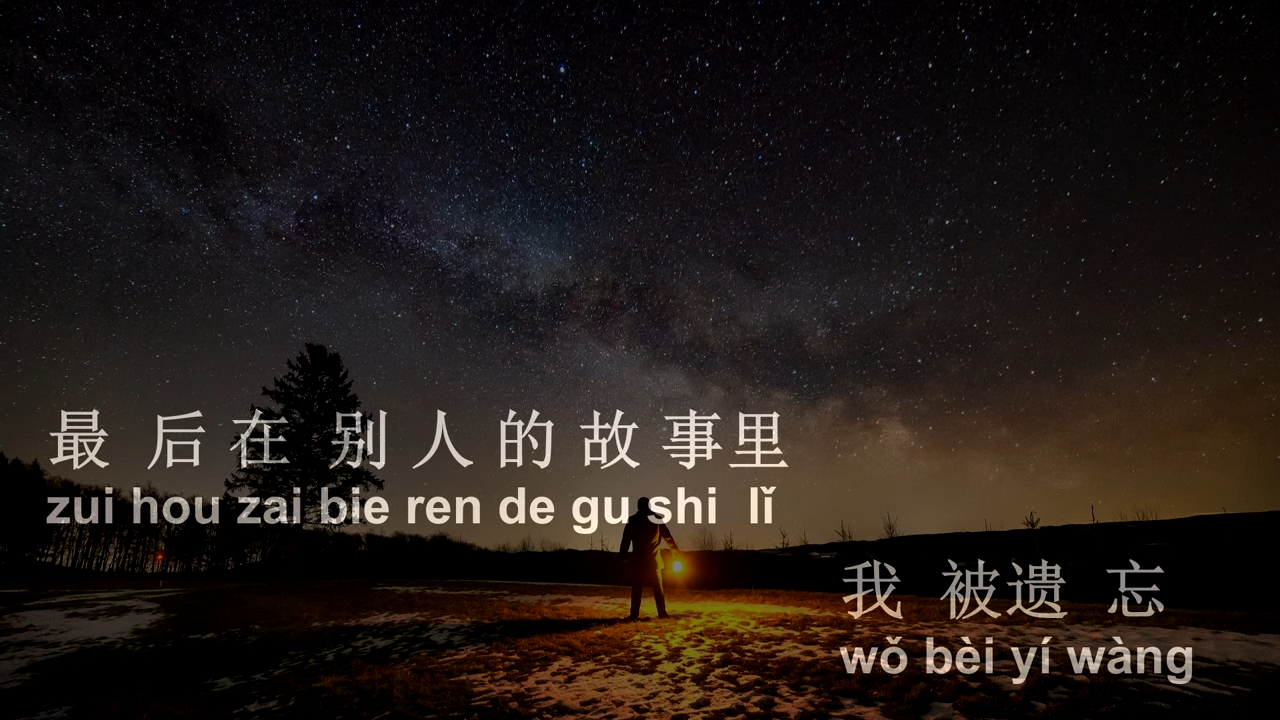 最 后 在 别 人 的 故 事里
zui hou zai bie ren de gu shi lǐ
我 被遗 忘
wǒ bèi yí wàng